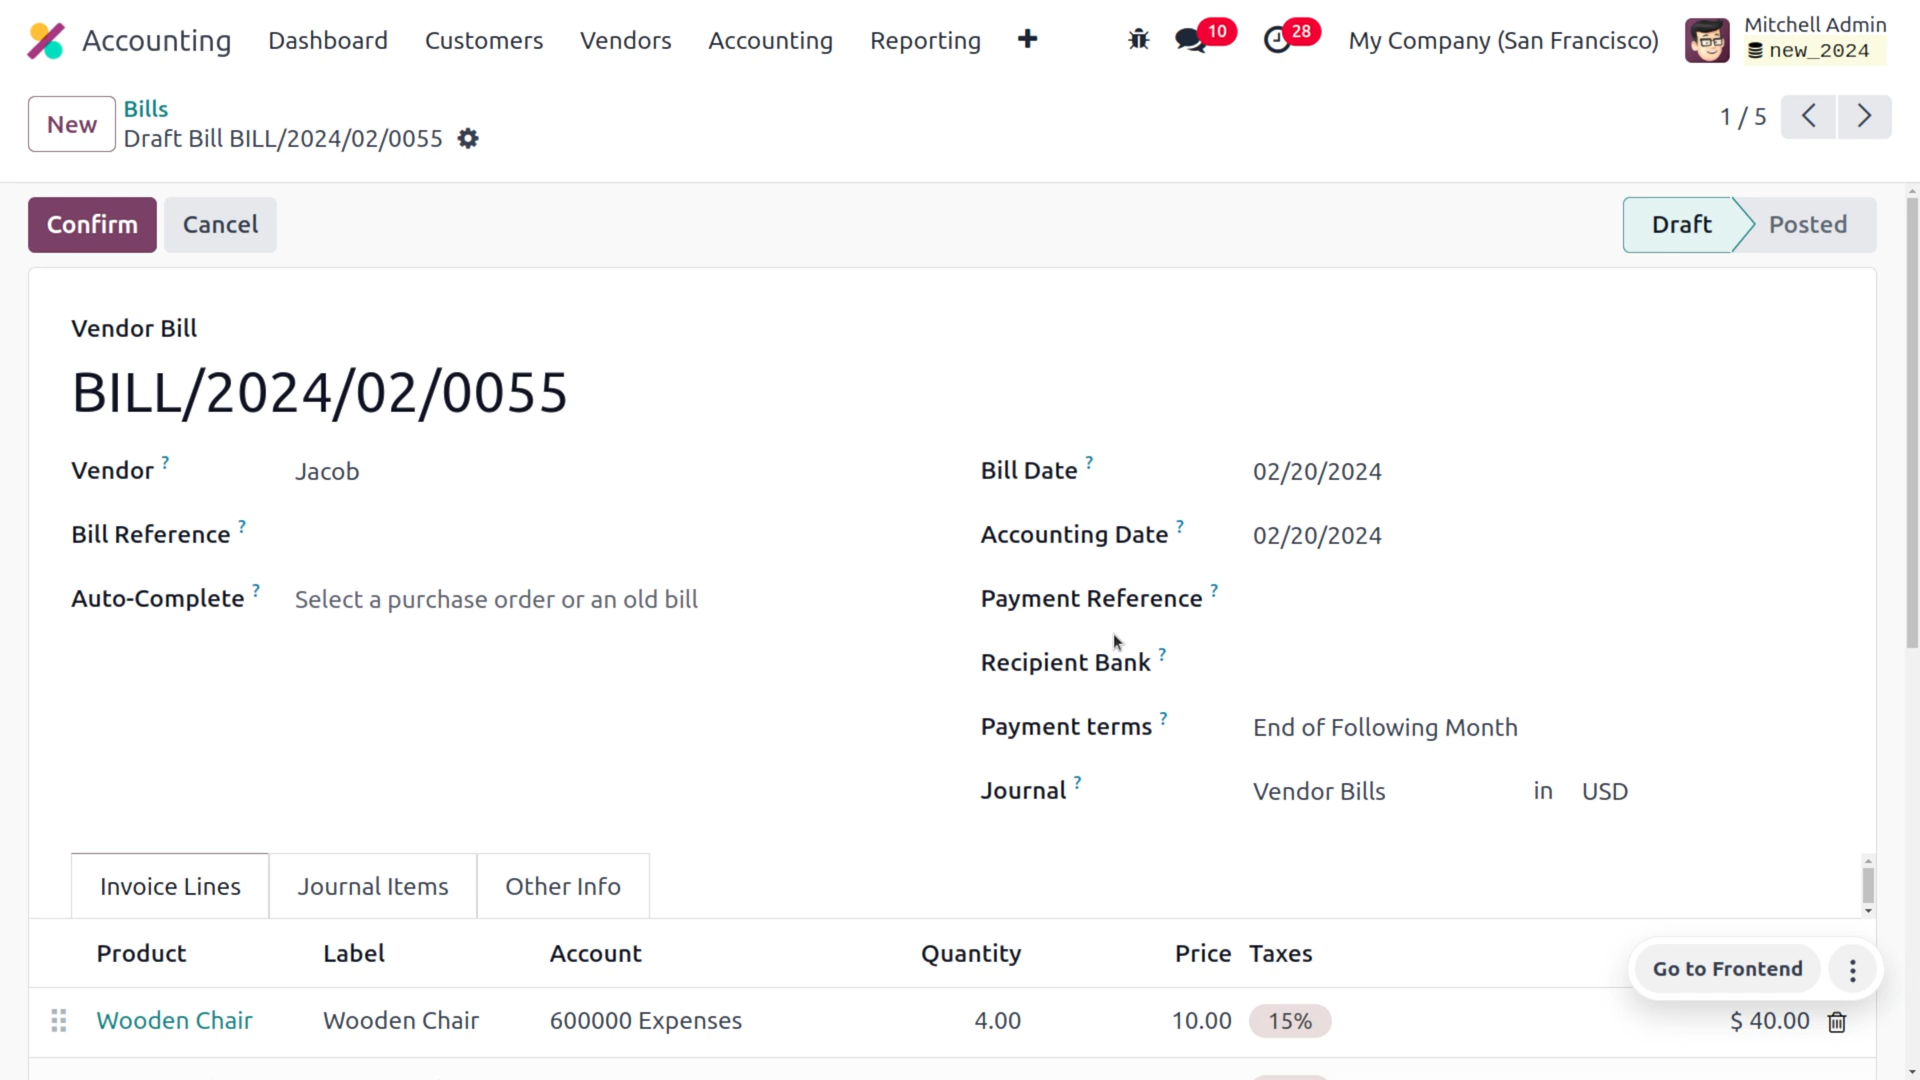 Accounting Dashboard Customers Vendors Accounting Reporting + 10 28 My Company (San Francisco) Mitchell Admin
new_2024
New Bills
Draft Bill BILL/2024/02/0055
1 / 5
Confirm Cancel Draft Posted
Vendor Bill
BILL/2024/02/0055
Vendor ? Jacob Bill Date ? 02/20/2024
Bill Reference ? Accounting Date ? 02/20/2024
Auto-Complete ? Select a purchase order or an old bill Payment Reference ?
Recipient Bank ?
Payment terms ? End of Following Month
Journal ? Vendor Bills in USD
Invoice Lines Journal Items Other Info
Product Label Account Quantity Price Taxes
Go to Frontend
Wooden Chair Wooden Chair 600000 Expenses 4.00 10.00 15% $ 40.00